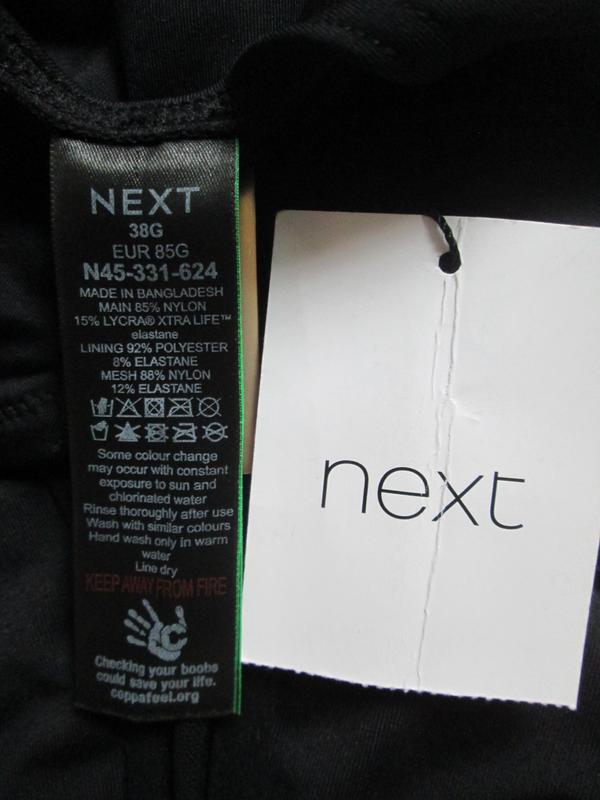 NEXT
38G
EUR 85G
N45-331-624
MADE IN BANGLADESH
MAIN 85% NYLON
15% LYCRA® XTRA LIFE™
elastane
LINING 92% POLYESTER
8% ELASTANE
MESH 88% NYLON
12% ELASTANE
Some colour change
may occur with constant
exposure to sun and
chlorinated water
Rinse thoroughly after use
Wash with similar colours
Hand wash only in warm
water
Line dry
KEEP AWAY FROM FIRE
Checking your boobs
could save your life.
coppafeel.org
next